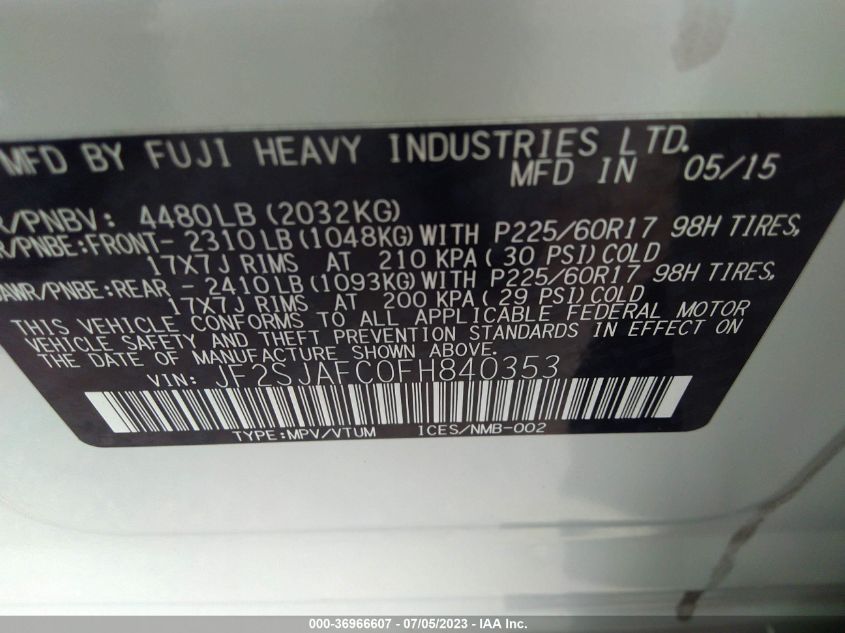 MFD BY FUJI HEAVY INDUSTRIES LTD.
MFD IN 05/15
/PNBV: 4480LB (2032KG)
/PNBE:FRONT- 2310LB (1048KG) WITH P225/60R17 98H TIRES,
17X7J RIMS AT 210 KPA ( 30 PSI) COLD
AWR/PNBE:REAR - 2410LB (1093KG) WITH P225/60R17 98H TIRES,
17X7J RIMS AT 200 KPA ( 29 PSI) COLD
THIS VEHICLE CONFORMS TO ALL APPLICABLE FEDERAL MOTOR
VEHICLE SAFETY AND THEFT PREVENTION STANDARDS IN EFFECT ON
THE DATE OF MANUFACTURE SHOWN ABOVE.
VIN: JF2SJAFC0FH840353
TYPE:MPV/VTUM ICES/NMB-002
000-36966607 - 07/05/2023 - IAA Inc.